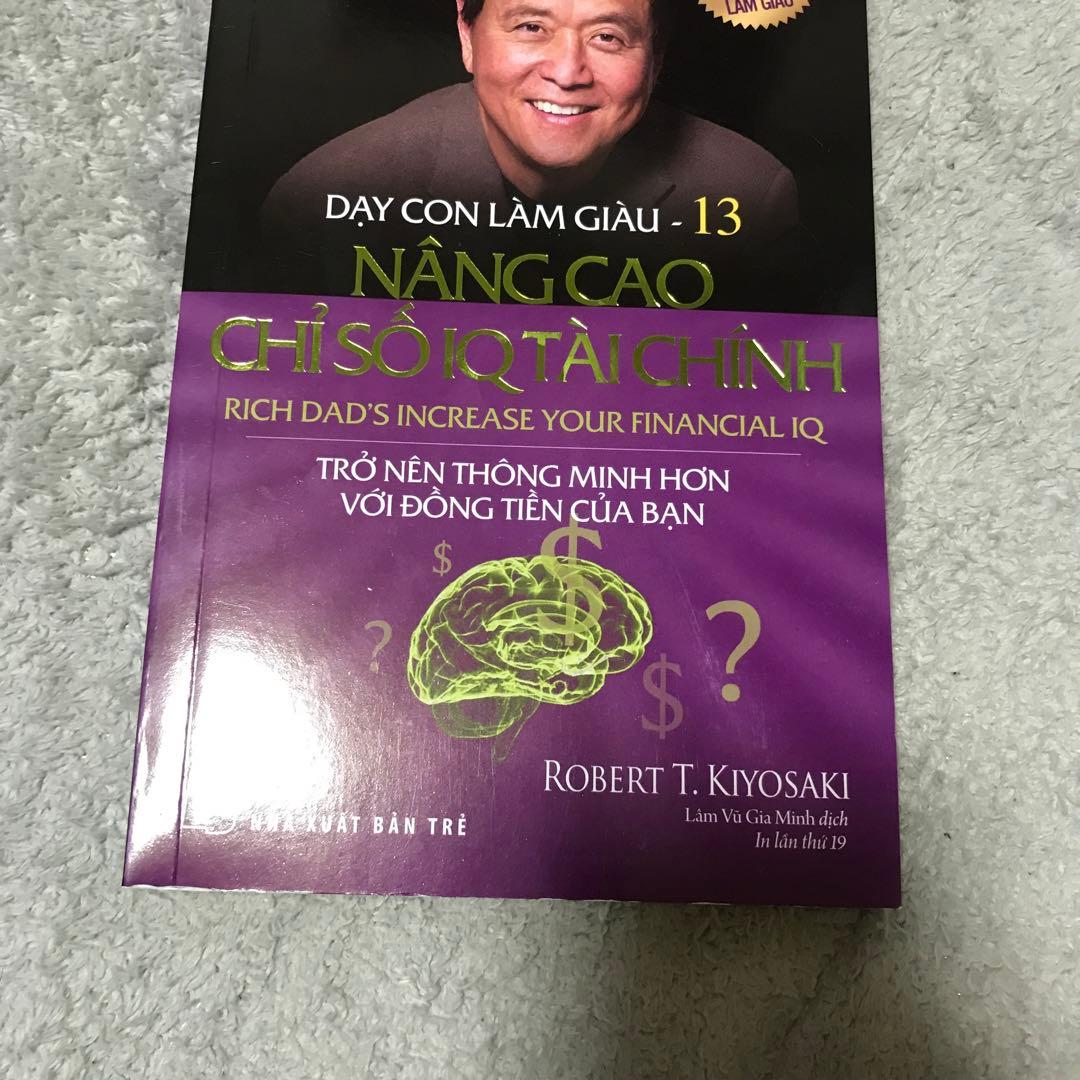 LÀM GIÀU
DẠY CON LÀM GIÀU - 13
NÂNG CAO
CHỈ SỐ IQ TÀI CHÍNH
RICH DAD'S INCREASE YOUR FINANCIAL IQ
TRỞ NÊN THÔNG MINH HƠN
VỚI ĐỒNG TIỀN CỦA BẠN
$ $
? ?
$
ROBERT T. KIYOSAKI
Lâm Vũ Gia Minh dịch
In lần thứ 19
NHÀ XUẤT BẢN TRẺ